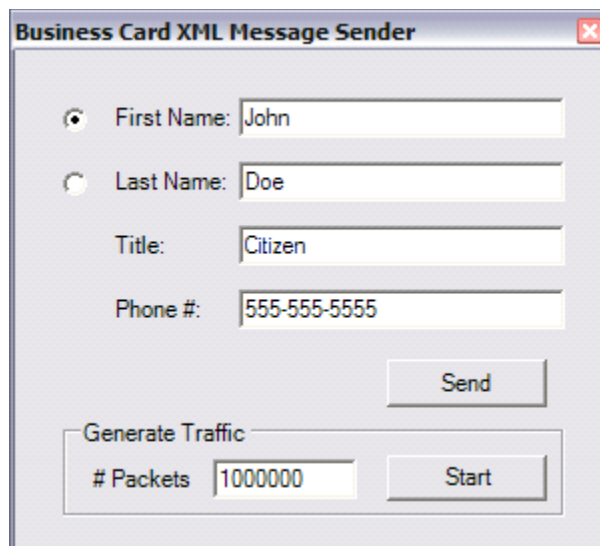 Business Card XML Message Sender
First Name: John
Last Name: Doe
Title: Citizen
Phone #: 555-555-5555
Send
Generate Traffic
# Packets 1000000 Start